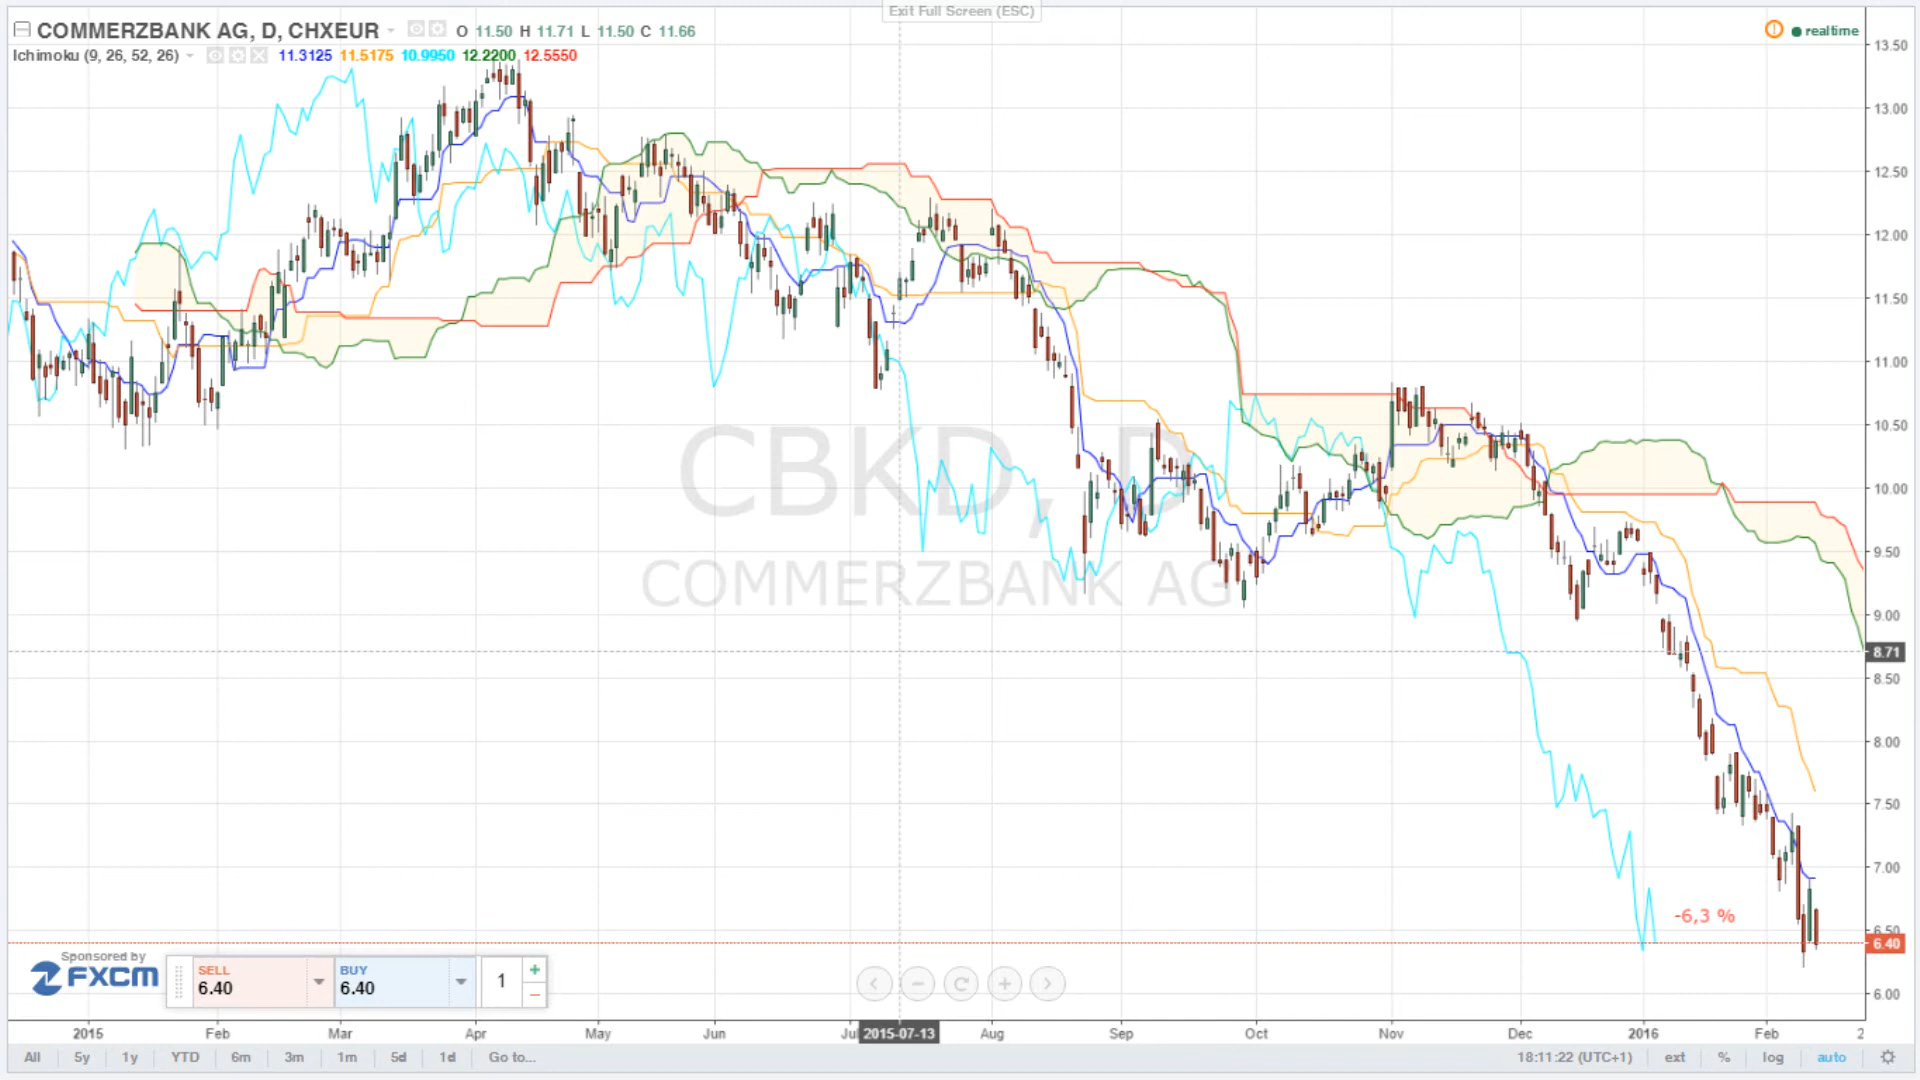 Exit Full Screen (ESC)
COMMERZBANK AG, D, CHXEUR O 11.50 H 11.71 L 11.50 C 11.66
realtime
Ichimoku (9, 26, 52, 26) 11.3125 11.5175 10.9950 12.2200 12.5550
13.50
13.00
12.50
12.00
11.50
11.00
10.50
10.00
9.50
9.00
8.71
8.50
8.00
7.50
7.00
6.50
6.40
6.00
CBKD, D
COMMERZBANK AG
-6,3 %
Sponsored by
FXCM
SELL
6.40
BUY
6.40
1
2015 Feb Mar Apr May Jun Jul 2015-07-13 Aug Sep Oct Nov Dec 2016 Feb 2
All 5y 1y YTD 6m 3m 1m 5d 1d Go to... 18:11:22 (UTC+1) ext % log auto